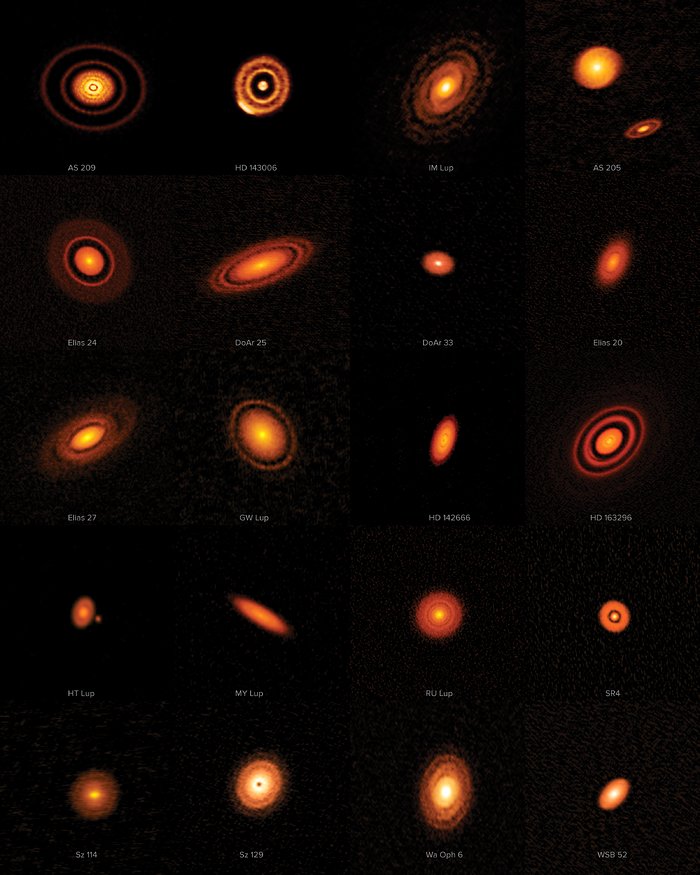 AS 209
HD 143006
IM Lup
AS 205
Elias 24
DoAr 25
DoAr 33
Elias 20
Elias 27
GW Lup
HD 142666
HD 163296
HT Lup
MY Lup
RU Lup
SR4
Sz 114
Sz 129
Wa Oph 6
WSB 52